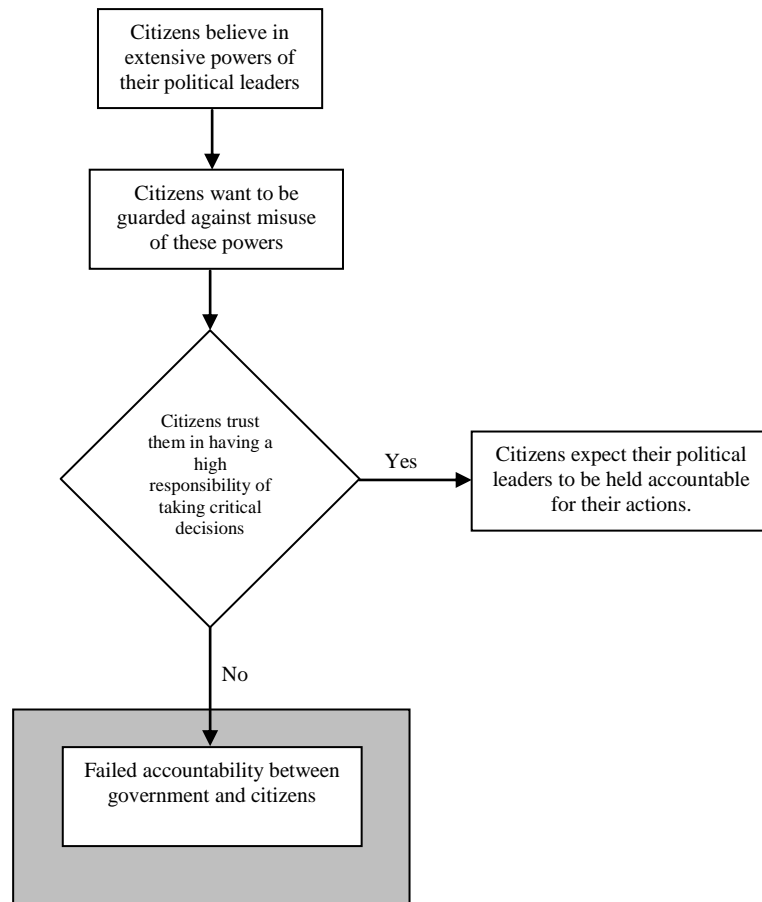 Citizens believe in
extensive powers of
their political leaders
Citizens want to be
guarded against misuse
of these powers
Citizens trust
them in having a
high
responsibility of
taking critical
decisions
Yes
Citizens expect their political
leaders to be held accountable
for their actions.
No
Failed accountability between
government and citizens